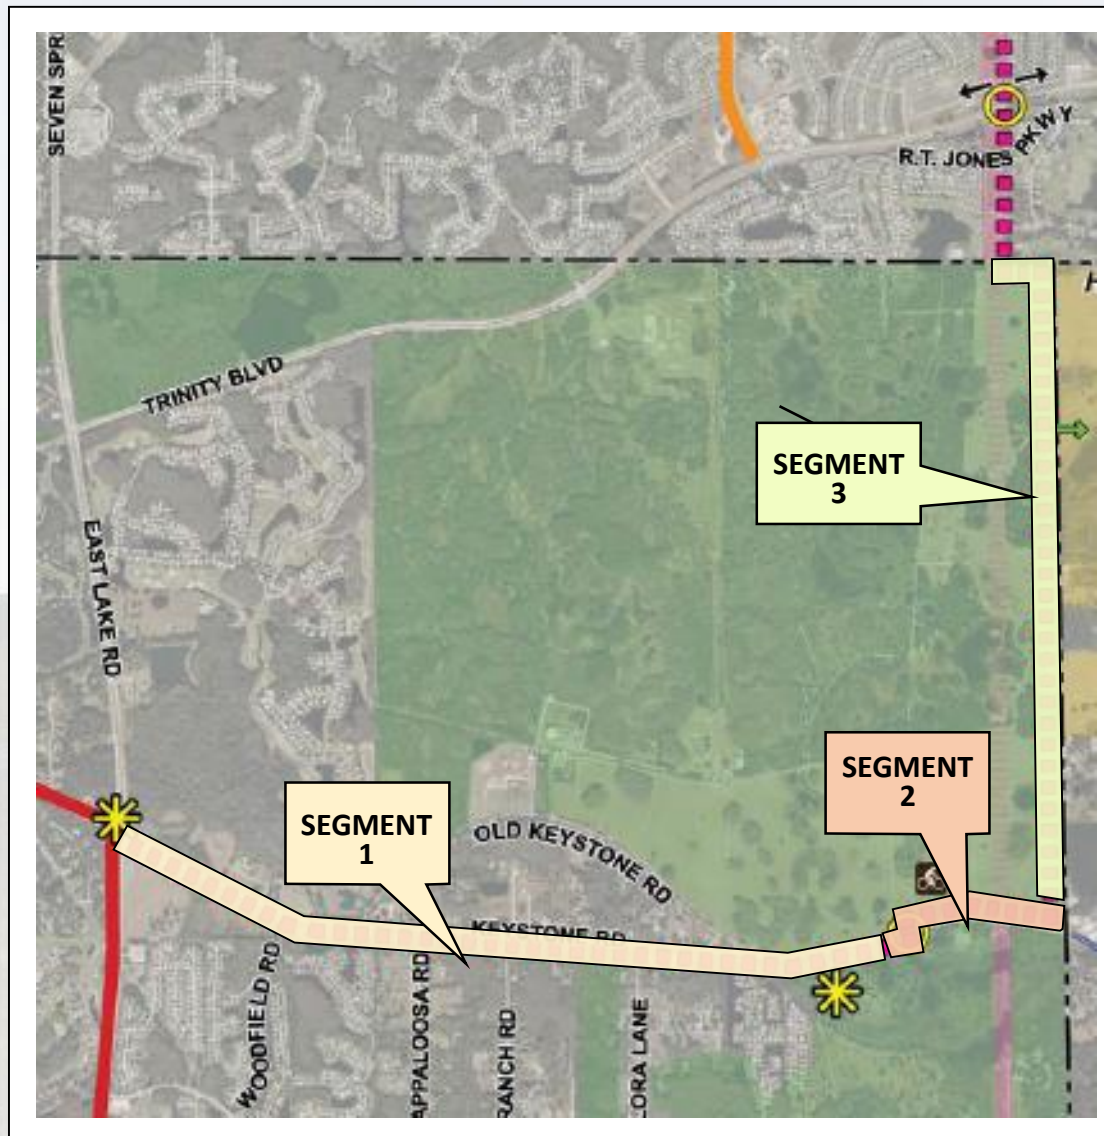 SEVEN SPR
R.T. JONES PKWY
H
TRINITY BLVD
SEGMENT
3
EAST LAKE RD
SEGMENT
2
SEGMENT
1
OLD KEYSTONE RD
KEYSTONE RD
WOODFIELD RD
APPALOOSA RD
RANCH RD
LORA LANE